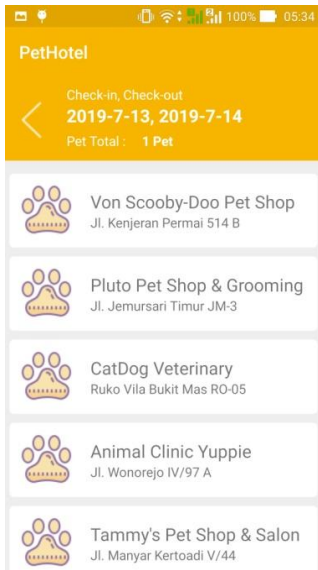 100% 05:34
PetHotel
Check-in, Check-out
2019-7-13, 2019-7-14
Pet Total : 1 Pet
Von Scooby-Doo Pet Shop
Jl. Kenjeran Permai 514 B
Pluto Pet Shop & Grooming
Jl. Jemursari Timur JM-3
CatDog Veterinary
Ruko Vila Bukit Mas RO-05
Animal Clinic Yuppie
Jl. Wonorejo IV/97 A
Tammy's Pet Shop & Salon
Jl. Manyar Kertoadi V/44